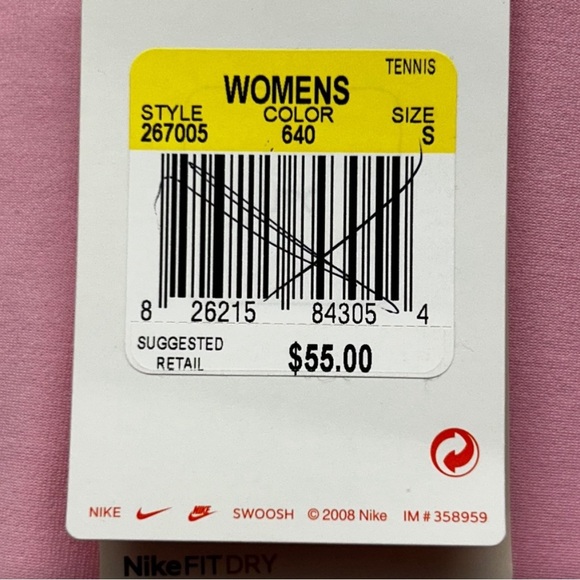 TENNIS
WOMENS
STYLE COLOR SIZE
267005 640 S
8 26215 84305 4
SUGGESTED
RETAIL $55.00
NIKE SWOOSH © 2008 Nike IM # 358959
NikeFITDRY